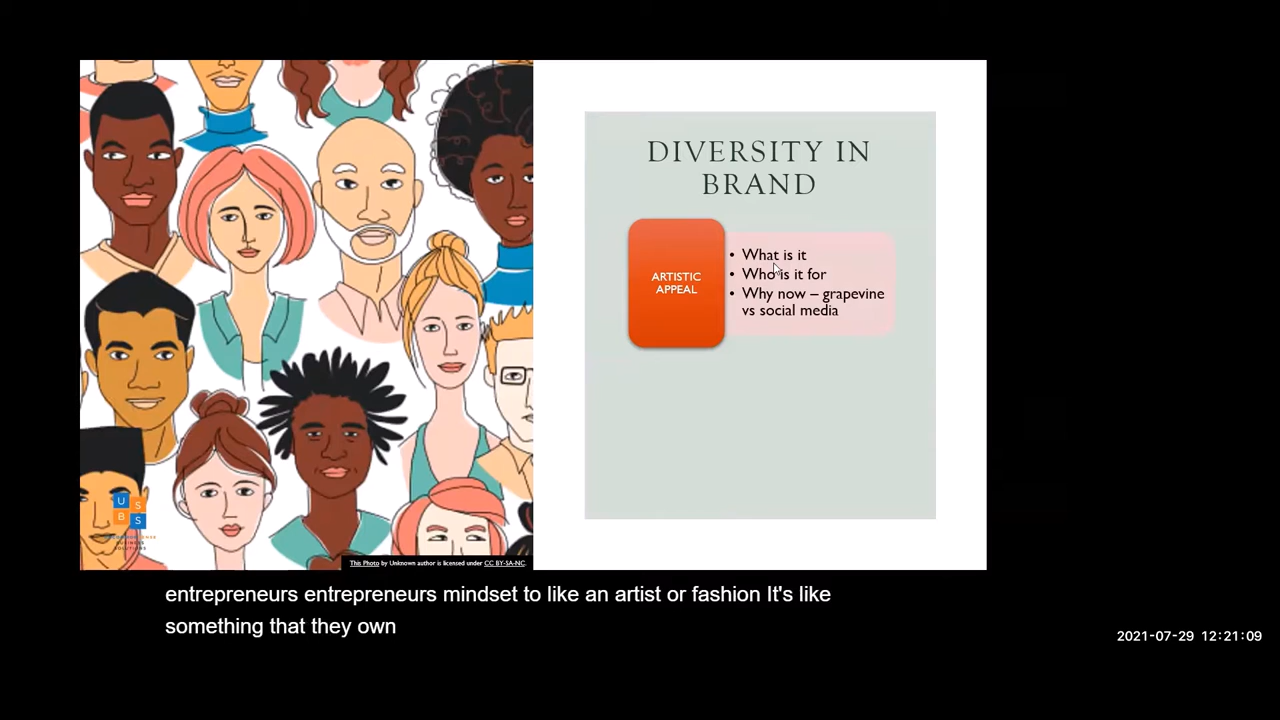 DIVERSITY IN
BRAND
ARTISTIC
APPEAL
• What is it
• Who is it for
• Why now – grapevine
vs social media
U S
B S
BUSINESS
SOLUTIONS
This Photo by Unknown author is licensed under CC BY-SA-NC.
entrepreneurs entrepreneurs mindset to like an artist or fashion It's like
something that they own
2021-07-29 12:21:09